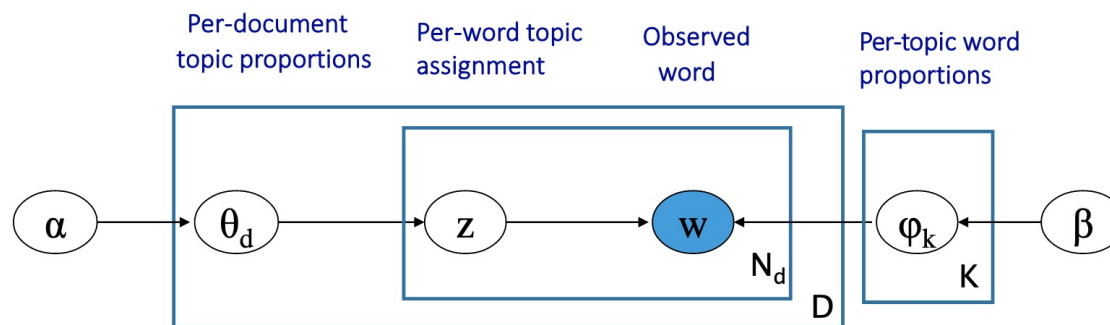 Per-document
topic proportions
Per-word topic
assignment
Observed
word
Per-topic word
proportions
α
θd
z
w
φk
β
Nd
D
K